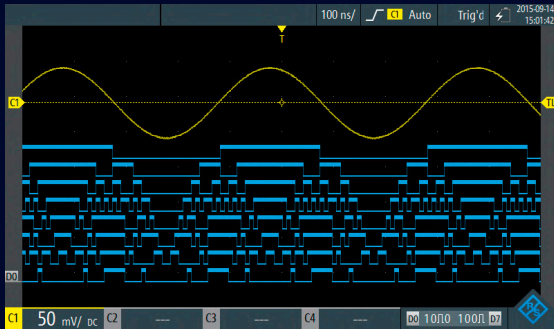 100 ns/ C1 Auto Trig'd 2015-09-14
15:01:42
T
C1 TL
D0
C1 50 mV/ DC C2 --- C3 --- C4 --- D0 D7